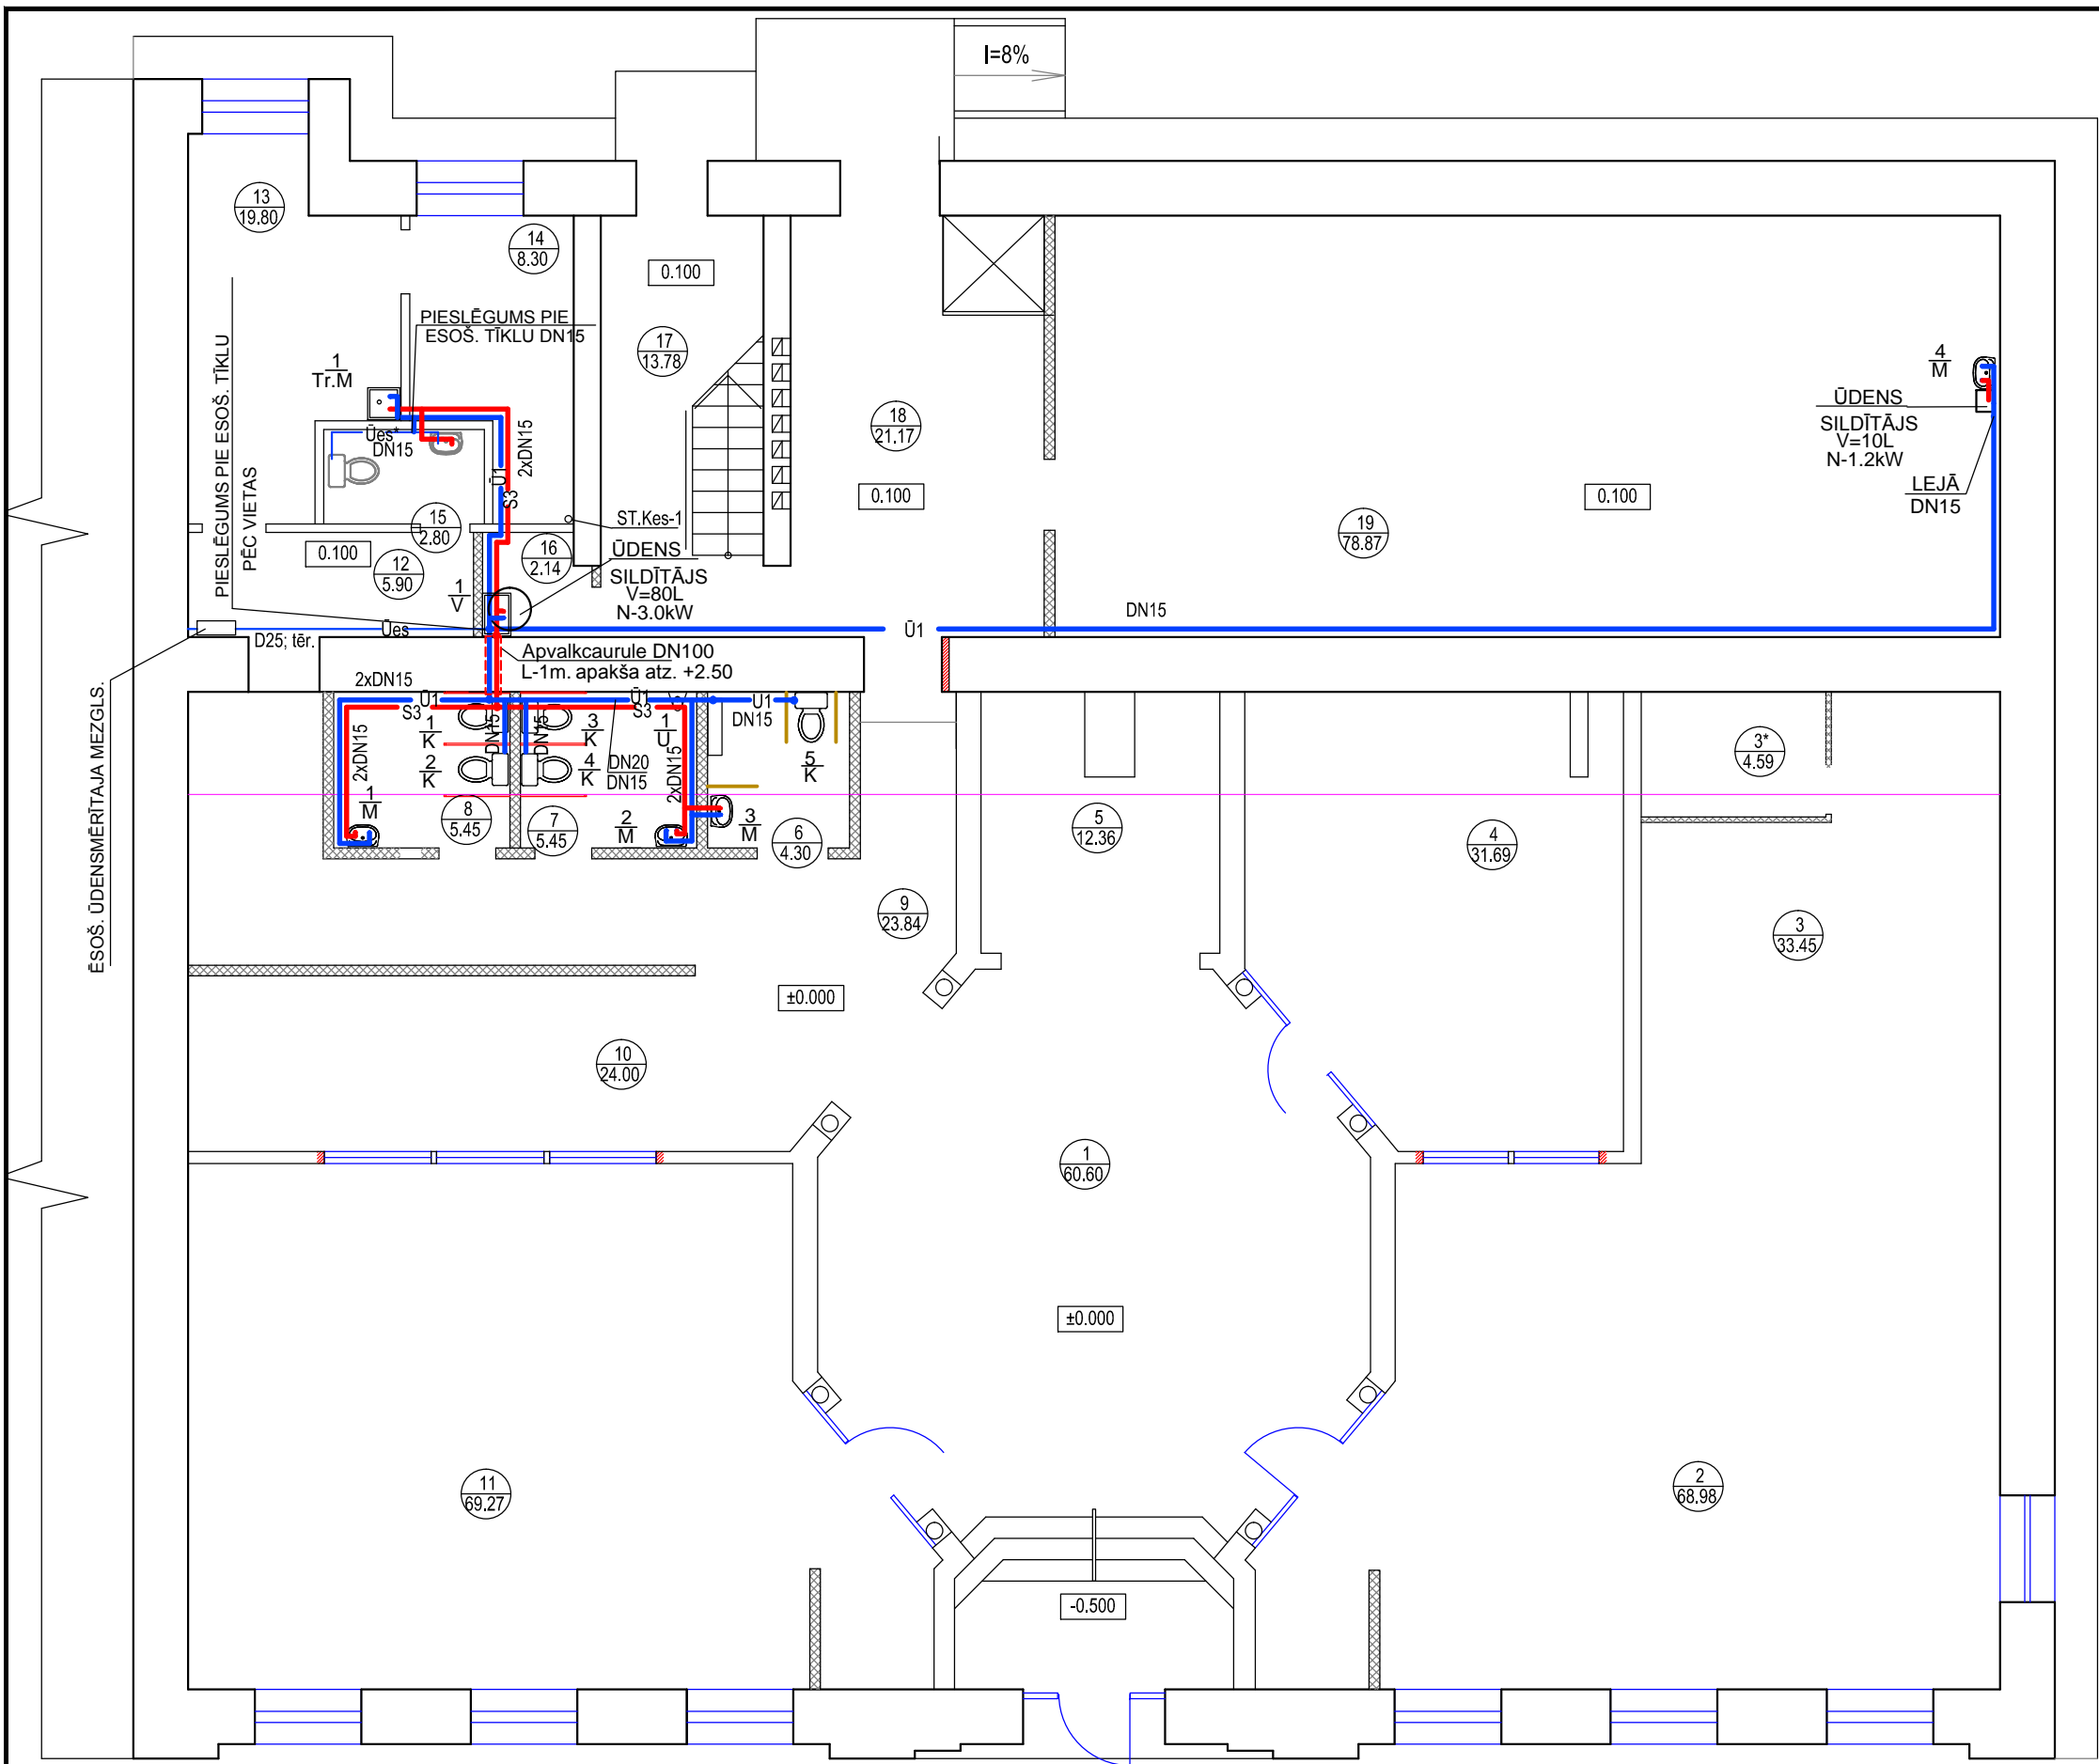 I=8%
13
19.80
14
8.30
0.100
PIESLĒGUMS PIE
ESOŠ. TĪKLU DN15
17
13.78
1
Tr.M
PIESLĒGUMS PIE ESOŠ. TĪKLU
PĒC VIETAS
Ūes*
DN15
2xDN15
Ū1
S3
18
21.17
0.100
4
M
ŪDENS
SILDĪTĀJS
V=10L
N-1.2kW
LEJĀ
DN15
0.100
19
78.87
15
2.80
0.100
12
5.90
16
2.14
ST.Kes-1
ŪDENS
SILDĪTĀJS
V=80L
N-3.0kW
1
V
DN15
D25; tēr.
Ūes
Ū1
Apvalkcaurule DN100
L-1m. apakša atz. +2.50
ĒSOŠ. ŪDENSMĒRĪTAJA MEZGLS.
2xDN15
Ū1
S3
2xDN15
1
K
2
K
DN15
DN15
3
K
4
K
Ū1
S3
1
U
DN20
DN15
2xDN15
Ū1
DN15
5
K
1
M
8
5.45
7
5.45
2
M
3
M
6
4.30
5
12.36
4
31.69
3*
4.59
3
33.45
9
23.84
±0.000
10
24.00
1
60.60
±0.000
11
69.27
2
68.98
-0.500